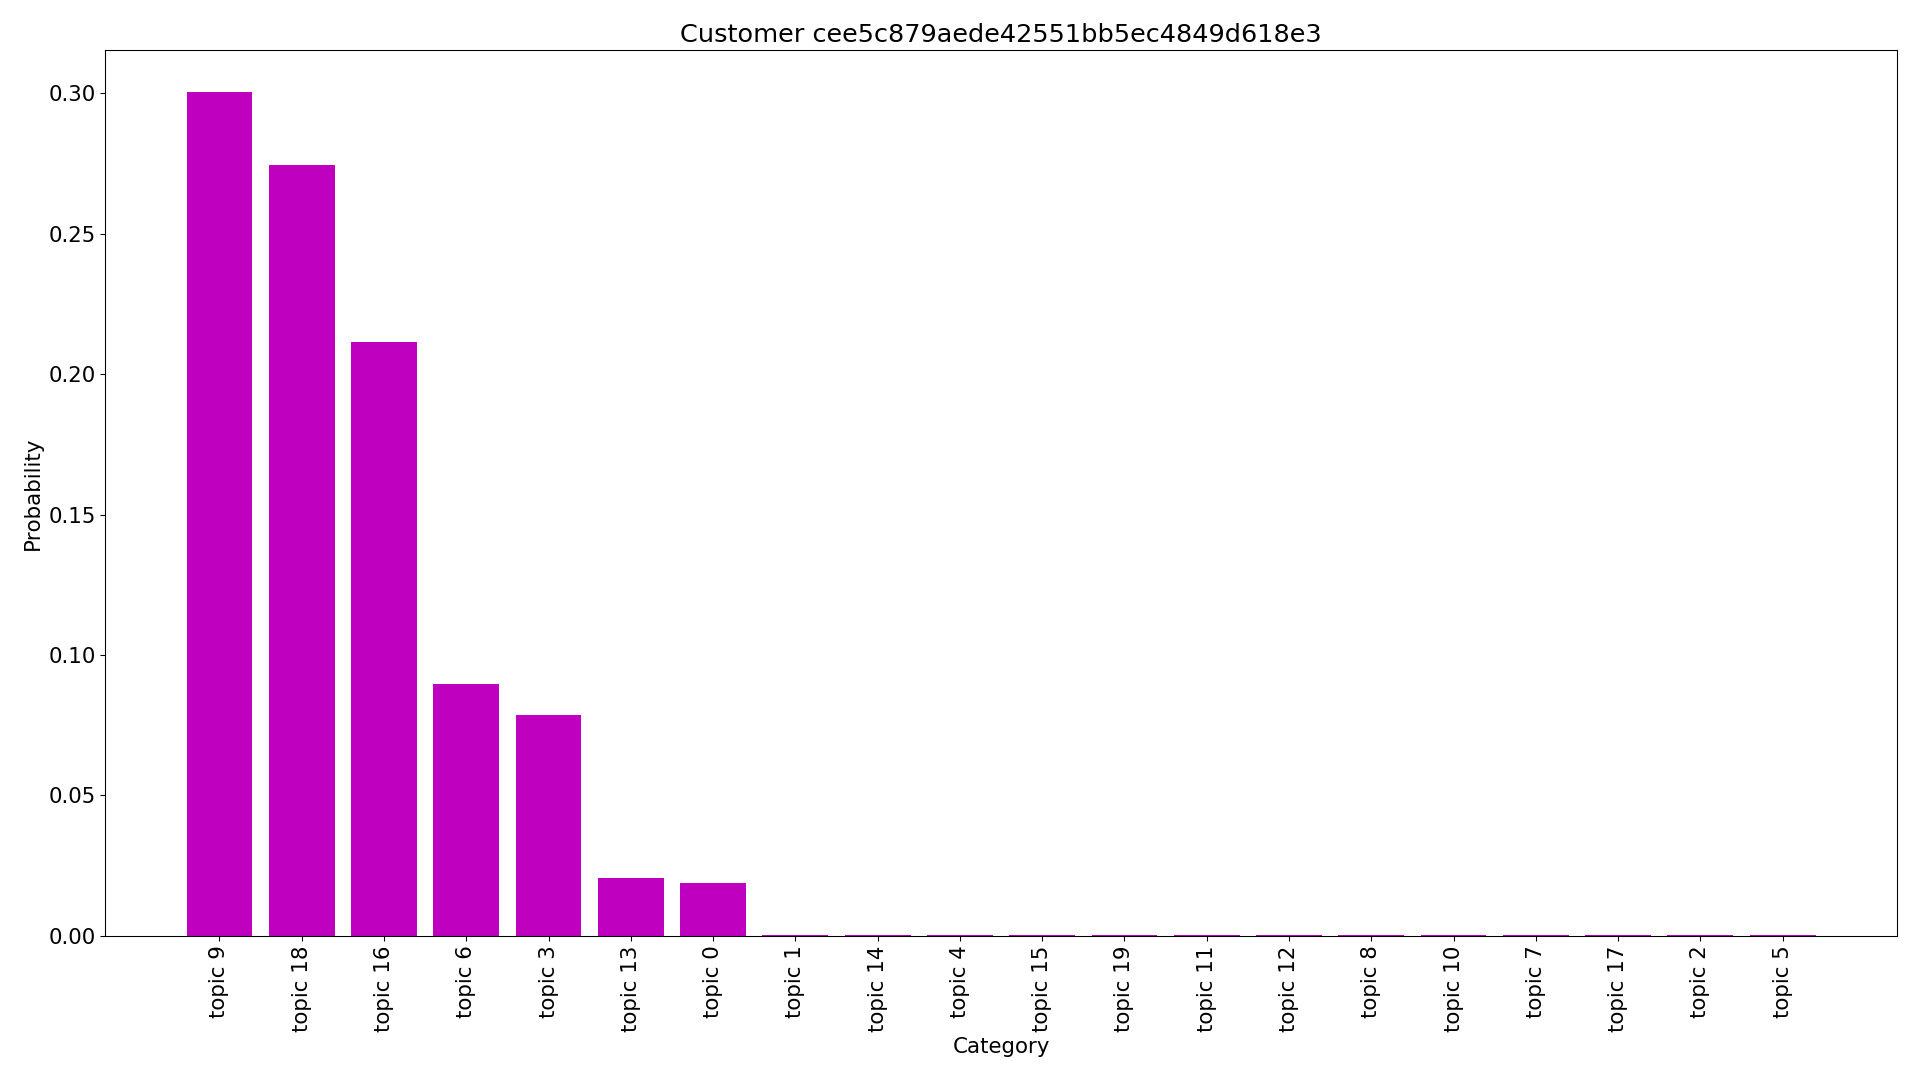 Customer cee5c879aede42551bb5ec4849d618e3
Probability
0.30
0.25
0.20
0.15
0.10
0.05
0.00
topic 9
topic 18
topic 16
topic 6
topic 3
topic 13
topic 0
topic 1
topic 14
topic 4
topic 15
topic 19
topic 11
topic 12
topic 8
topic 10
topic 7
topic 17
topic 2
topic 5
Category